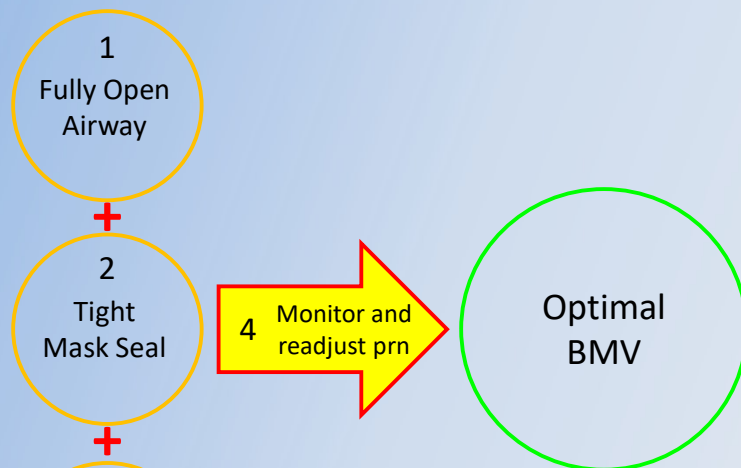 1
Fully Open
Airway
+
2
Tight
Mask Seal
+
4 Monitor and
readjust prn
Optimal
BMV